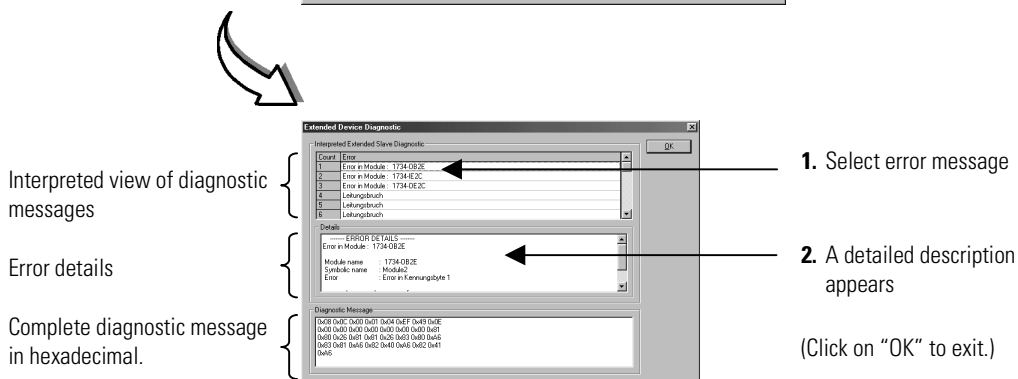 Extended Device Diagnostic
Interpreted Extended Slave Diagnostic
OK
Count Error
1 Error in Module : 1734-OB2E
2 Error in Module : 1734-IE2C
3 Error in Module : 1734-OE2C
4 Leitungsbruch
5 Leitungsbruch
6 Leitungsbruch
Interpreted view of diagnostic
messages
1. Select error message
Details
------- ERROR DETAILS -------
Error in Module : 1734-OB2E
Module name : 1734-OB2E
Symbolic name : Module2
Error : Error in Kennungsbyte 1
Error details
2. A detailed description
appears
Diagnostic Message
0x08 0x0C 0x00 0x01 0x04 0xEF 0x49 0x0E
0x00 0x00 0x00 0x00 0x00 0x00 0x00 0x81
0x80 0x26 0x81 0x81 0x26 0x83 0x80 0xA6
0x83 0x81 0xA6 0x82 0x40 0xA6 0x82 0x41
0xA6
Complete diagnostic message
in hexadecimal.
(Click on “OK” to exit.)